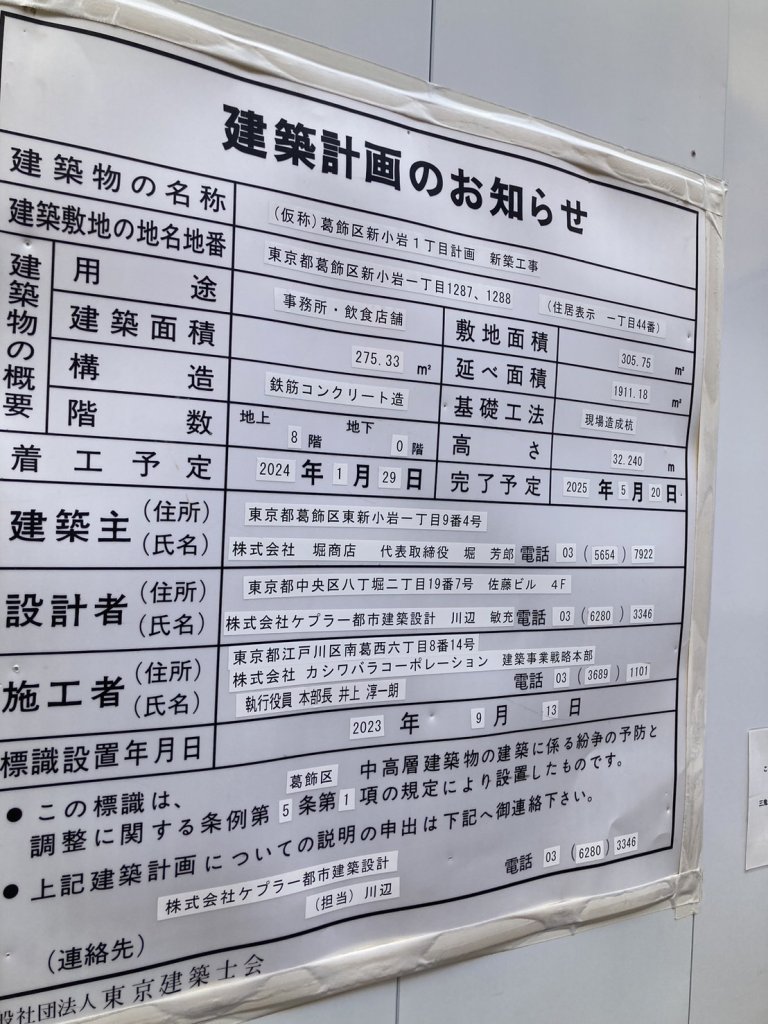 建築計画のお知らせ
建築物の名称 (仮称)葛飾区新小岩1丁目計画 新築工事
建築敷地の地名地番 東京都葛飾区新小岩一丁目1287、1288 (住居表示 一丁目44番)
建築物の概要
用途 事務所・飲食店舗 敷地面積 305.75 m²
建築面積 275.33 m² 延べ面積 1911.18 m²
構造 鉄筋コンクリート造 基礎工法 現場造成杭
階数 地上 8 階 地下 0 階 高さ 32.240 m
着工予定 2024 年 1 月 29 日 完了予定 2025 年 5 月 20 日
建築主 (住所) 東京都葛飾区東新小岩一丁目9番4号
(氏名) 株式会社 堀商店 代表取締役 堀 芳郎 電話 03 (5654) 7922
設計者 (住所) 東京都中央区八丁堀二丁目19番7号 佐藤ビル 4F
(氏名) 株式会社ケプラー都市建築設計 川辺 敏充 電話 03 (6280) 3346
施工者 (住所) 東京都江戸川区南葛西六丁目8番14号
(氏名) 株式会社 カシワバラコーポレーション 建築事業戦略本部
執行役員 本部長 井上 淳一朗 電話 03 (3689) 1101
標識設置年月日 2023 年 9 月 13 日
● この標識は、葛飾区 中高層建築物の建築に係る紛争の予防と
調整に関する条例第 5 条第 1 項の規定により設置したものです。
● 上記建築計画についての説明の申出は下記へ御連絡下さい。
株式会社ケプラー都市建築設計 電話 03 (6280) 3346
(担当) 川辺
(連絡先)
社団法人 東京建築士会